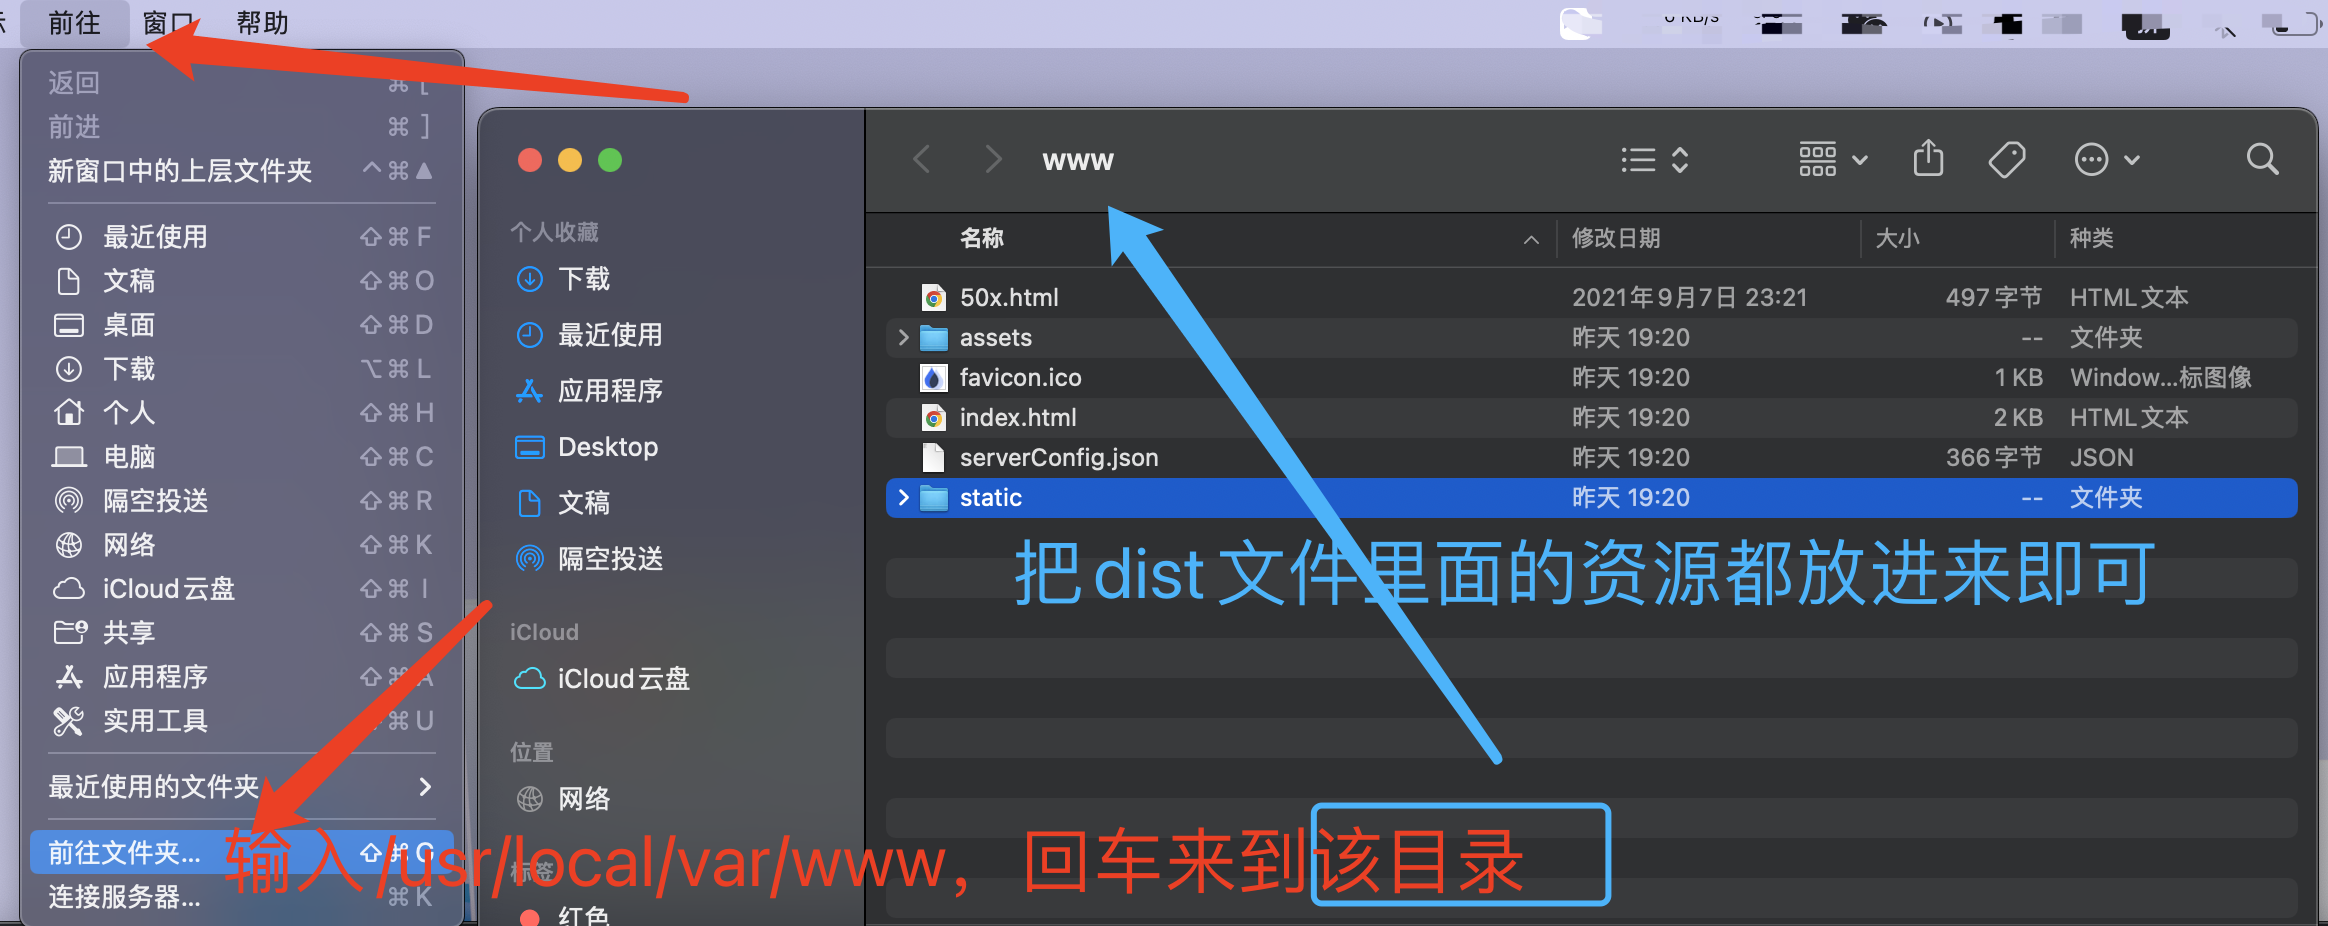 前往 窗口 帮助
返回 ⌘ [
前进 ⌘ ]
新窗口中的上层文件夹 ^⌘▲
最近使用 ⇧⌘F
文稿 ⇧⌘O
桌面 ⇧⌘D
下载 ⌥⌘L
个人 ⇧⌘H
电脑 ⇧⌘C
隔空投送 ⇧⌘R
网络 ⇧⌘K
iCloud云盘 ⇧⌘I
共享 ⇧⌘S
应用程序 ⇧⌘A
实用工具 ⌘U
最近使用的文件夹
前往文件夹... ⇧⌘G
连接服务器... ⌘K
个人收藏
下载
最近使用
应用程序
Desktop
文稿
隔空投送
iCloud
iCloud云盘
位置
网络
标签
红色
www
名称 修改日期 大小 种类
50x.html 2021年9月7日 23:21 497 字节 HTML文本
assets 昨天 19:20 -- 文件夹
favicon.ico 昨天 19:20 1 KB Window...标图像
index.html 昨天 19:20 2 KB HTML文本
serverConfig.json 昨天 19:20 366 字节 JSON
static 昨天 19:20 -- 文件夹
把dist文件里面的资源都放进来即可
输入/usr/local/var/www，回车来到该目录